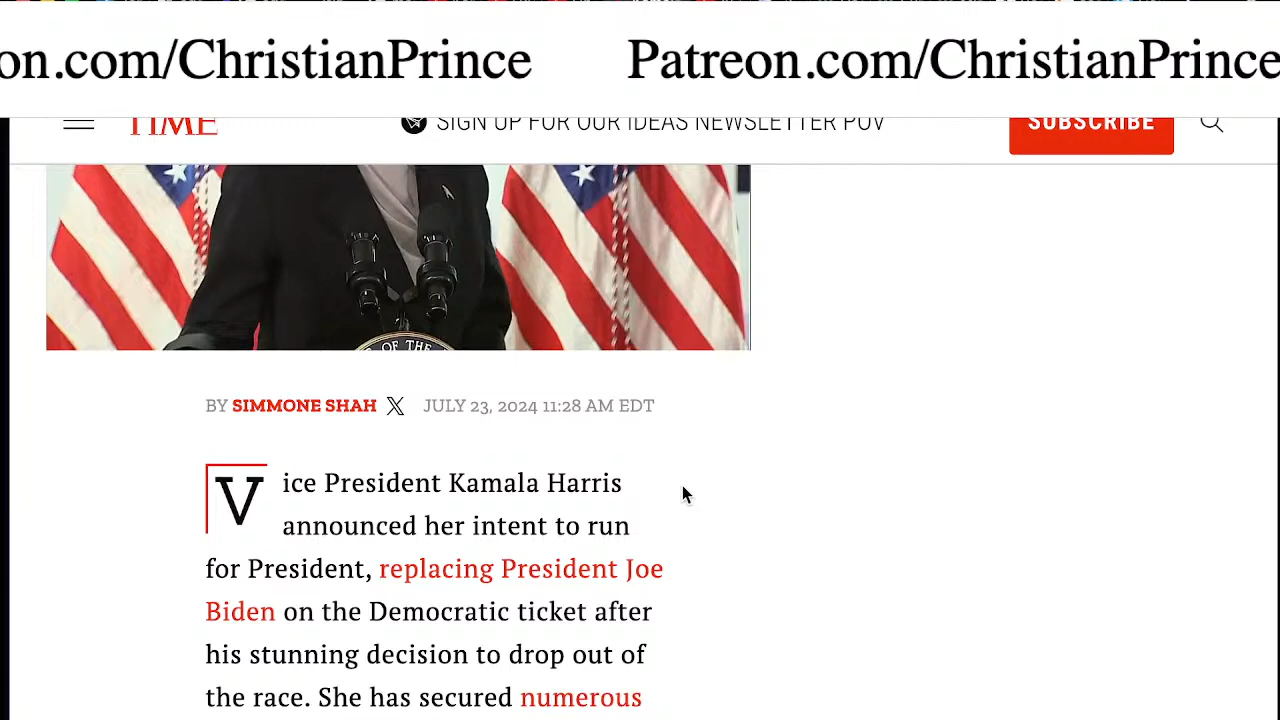 on.com/ChristianPrince Patreon.com/ChristianPrince
TIME SIGN UP FOR OUR IDEAS NEWSLETTER POV SUBSCRIBE
OF THE
BY SIMMONE SHAH X JULY 23, 2024 11:28 AM EDT
Vice President Kamala Harris
announced her intent to run
for President, replacing President Joe
Biden on the Democratic ticket after
his stunning decision to drop out of
the race. She has secured numerous